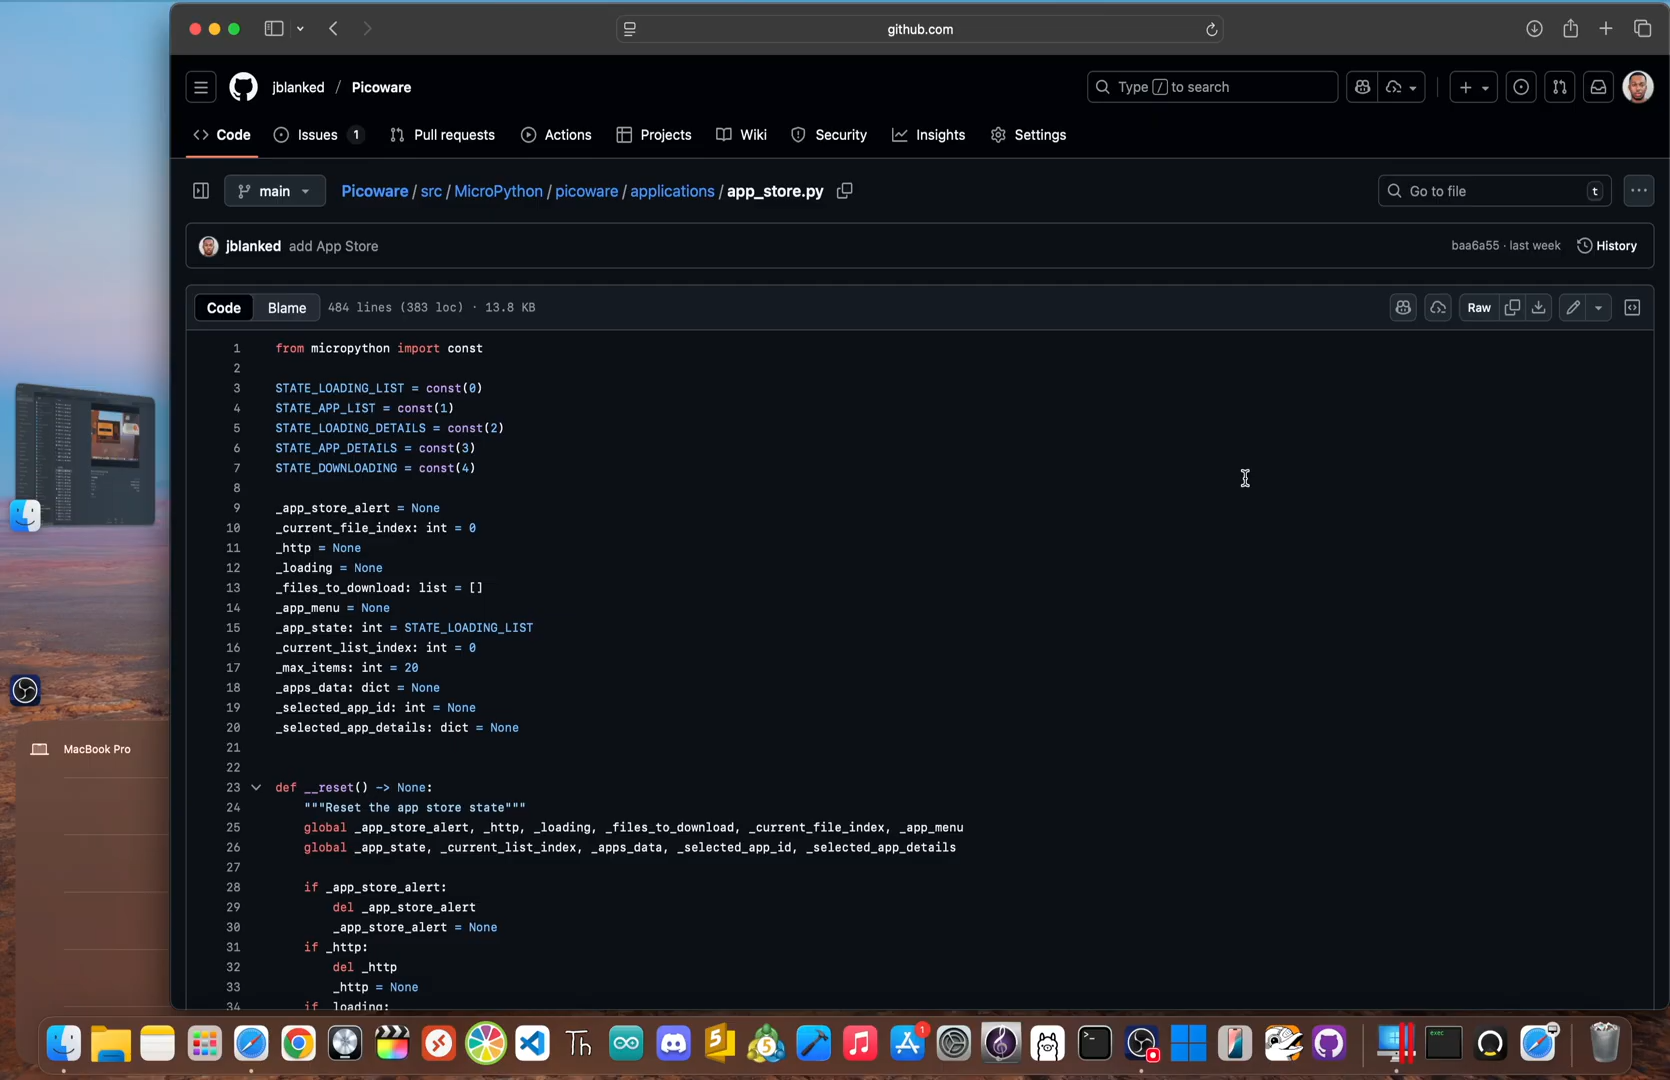 github.com
jblanked / Picoware
Type / to search
Code
Issues 1
Pull requests
Actions
Projects
Wiki
Security
Insights
Settings
main
Picoware / src / MicroPython / picoware / applications / app_store.py
Go to file t
jblanked add App Store
baa6a55 · last week
History
Code Blame 484 lines (383 loc) · 13.8 KB
Raw
1 from micropython import const
2
3 STATE_LOADING_LIST = const(0)
4 STATE_APP_LIST = const(1)
5 STATE_LOADING_DETAILS = const(2)
6 STATE_APP_DETAILS = const(3)
7 STATE_DOWNLOADING = const(4)
8
9 _app_store_alert = None
10 _current_file_index: int = 0
11 _http = None
12 _loading = None
13 _files_to_download: list = []
14 _app_menu = None
15 _app_state: int = STATE_LOADING_LIST
16 _current_list_index: int = 0
17 _max_items: int = 20
18 _apps_data: dict = None
19 _selected_app_id: int = None
20 _selected_app_details: dict = None
21
22
23 def __reset() -> None:
24 """Reset the app store state"""
25 global _app_store_alert, _http, _loading, _files_to_download, _current_file_index, _app_menu
26 global _app_state, _current_list_index, _apps_data, _selected_app_id, _selected_app_details
27
28 if _app_store_alert:
29 del _app_store_alert
30 _app_store_alert = None
31 if _http:
32 del _http
33 _http = None
34 if _loading:
MacBook Pro
Th
5
5
1
exec